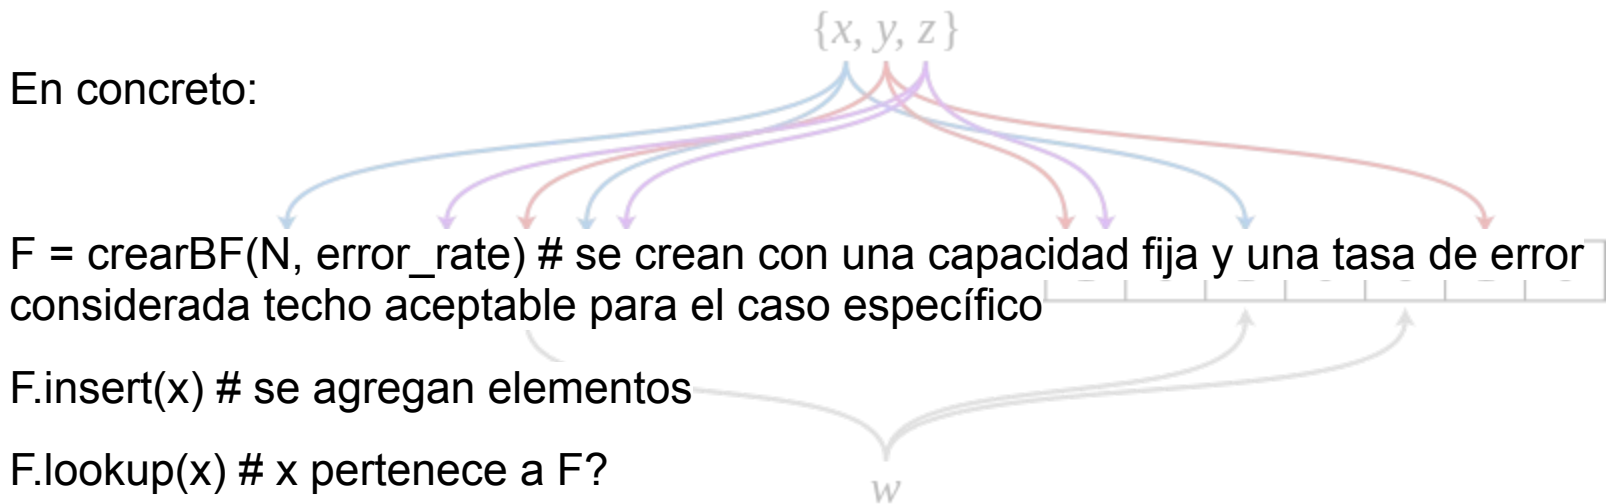 {x, y, z}
En concreto:
F = crearBF(N, error_rate) # se crean con una capacidad fija y una tasa de error
considerada techo aceptable para el caso específico
F.insert(x) # se agregan elementos
F.lookup(x) # x pertenece a F?
w